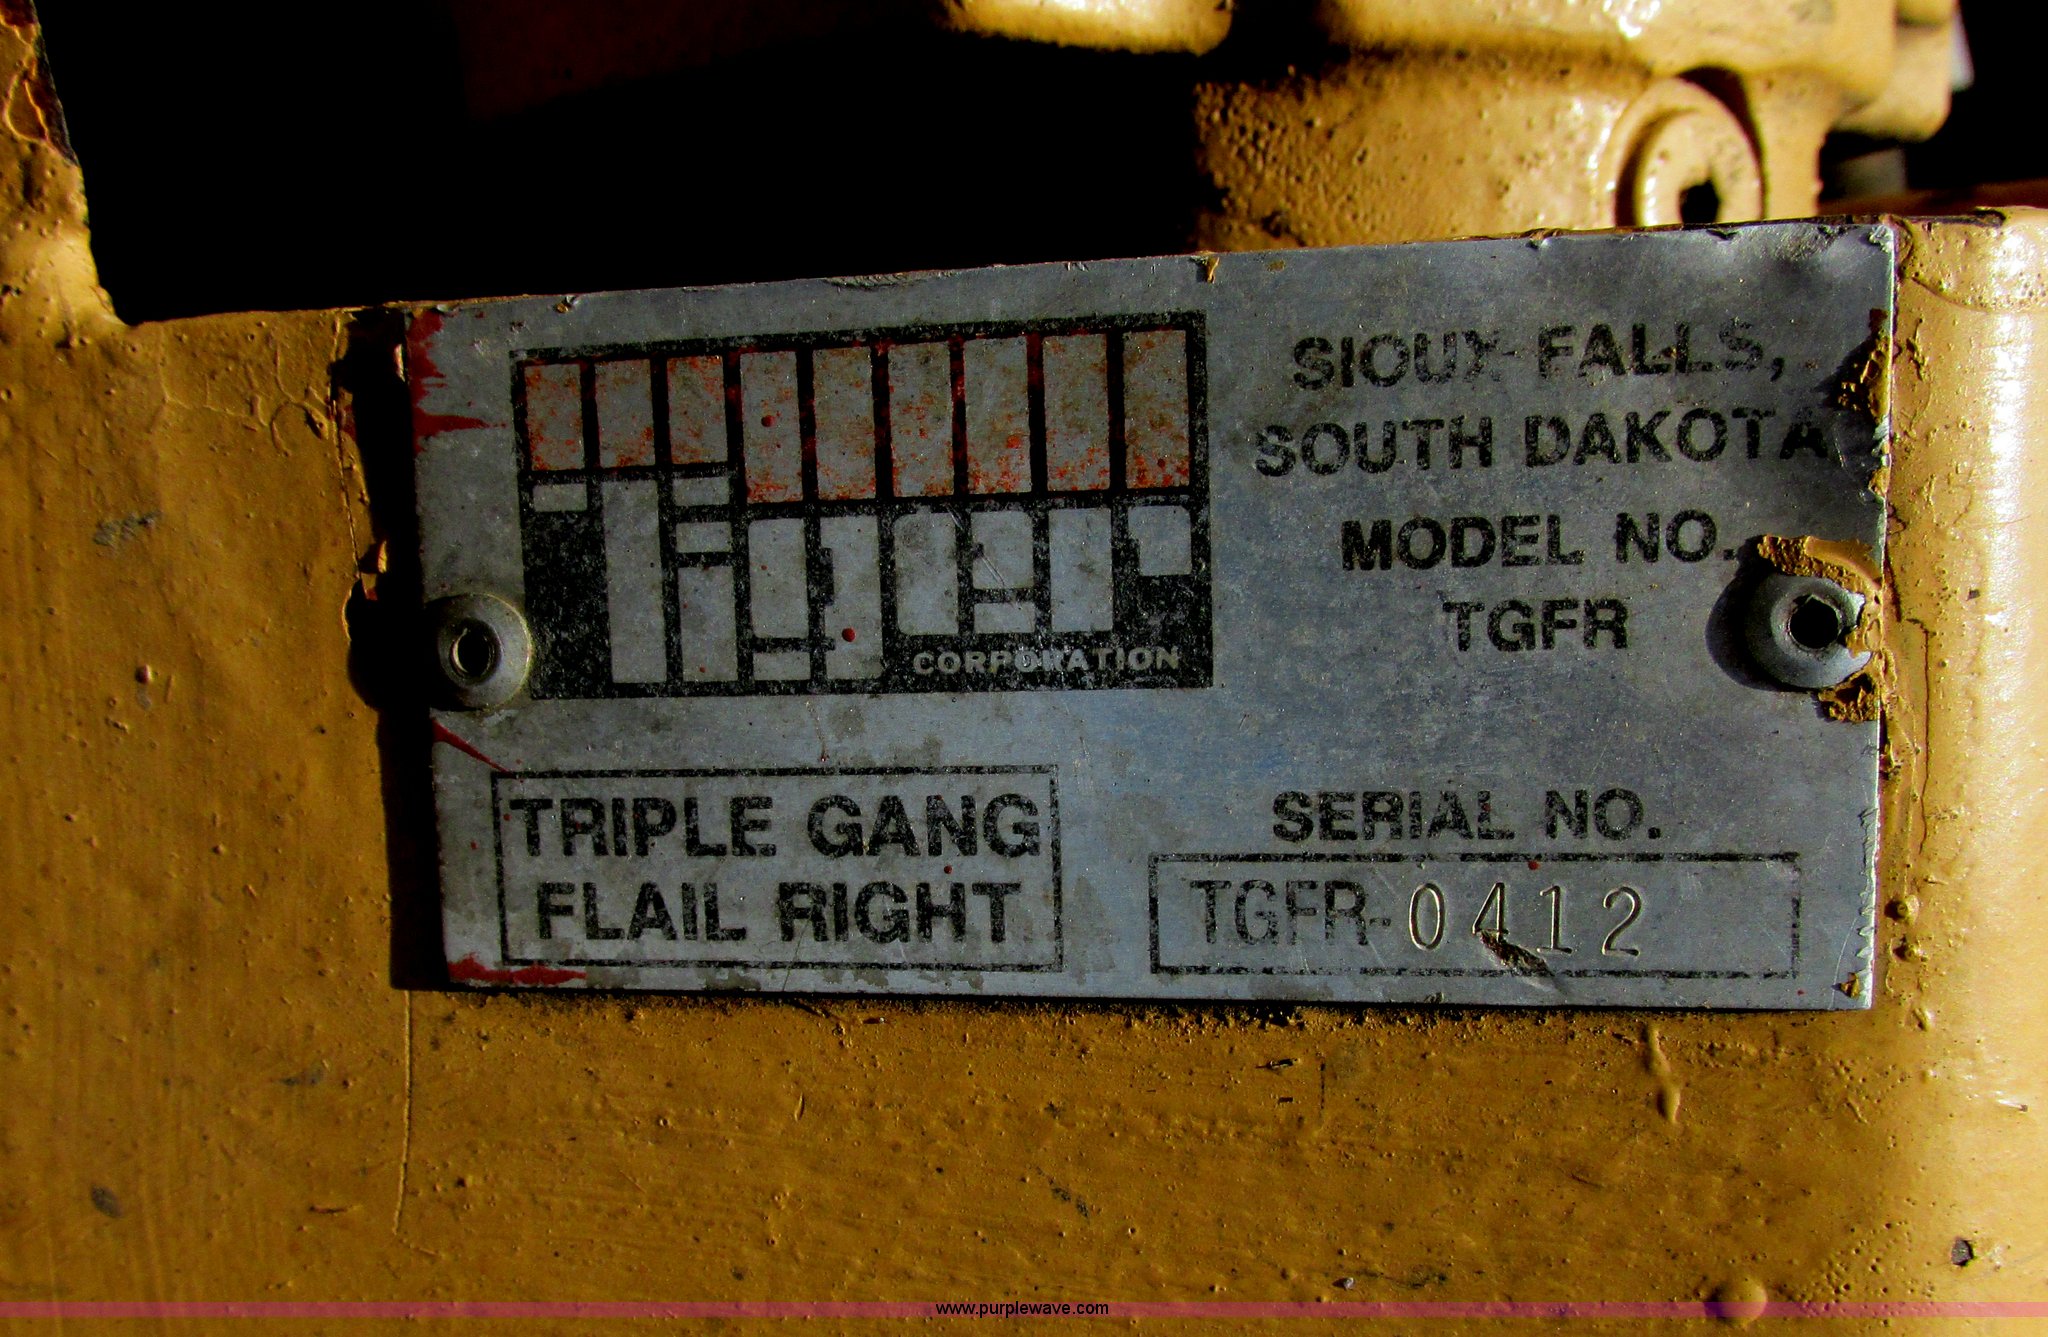 TIGER
CORPORATION
SIOUX FALLS,
SOUTH DAKOTA
MODEL NO.
TGFR
TRIPLE GANG
FLAIL RIGHT
SERIAL NO.
TGFR-0412
www.purplewave.com